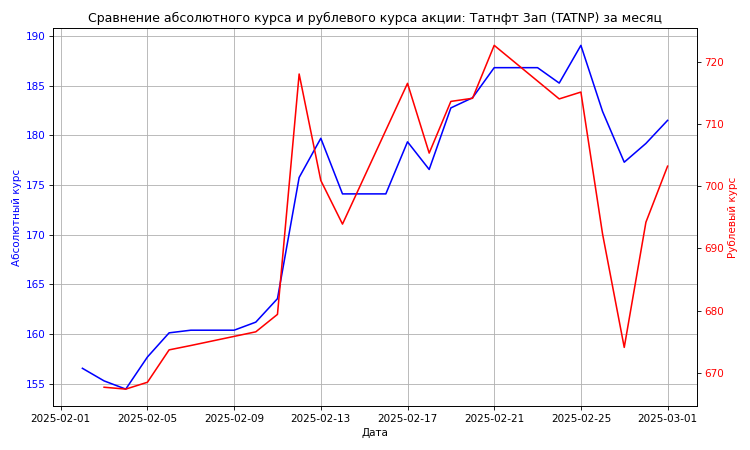 Сравнение абсолютного курса и рублевого курса акции: Татнфт 3ап (TATNP) за месяц
190
185
180
175
170
165
160
155
Абсолютный курс
720
710
700
690
680
670
Рублевый курс
2025-02-01 2025-02-05 2025-02-09 2025-02-13 2025-02-17 2025-02-21 2025-02-25 2025-03-01
Дата